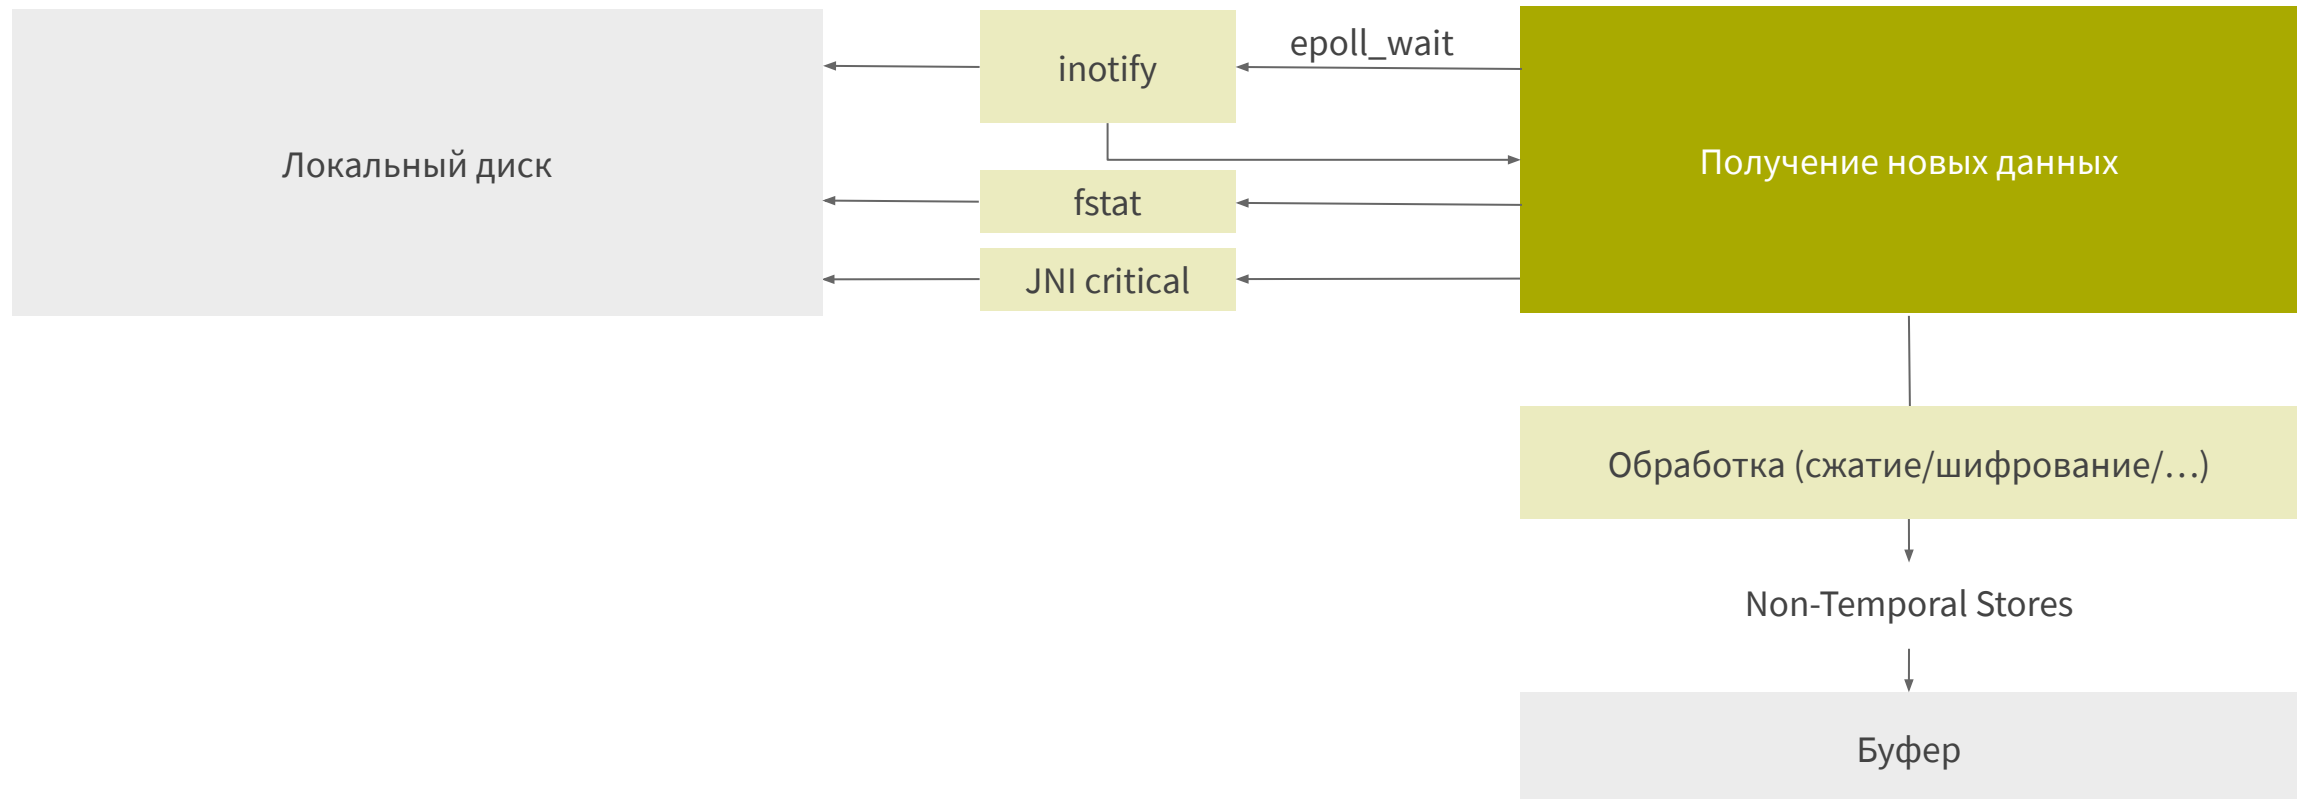 epoll_wait
inotify
Локальный диск
Получение новых данных
fstat
JNI critical
Обработка (сжатие/шифрование/…)
Non-Temporal Stores
Буфер